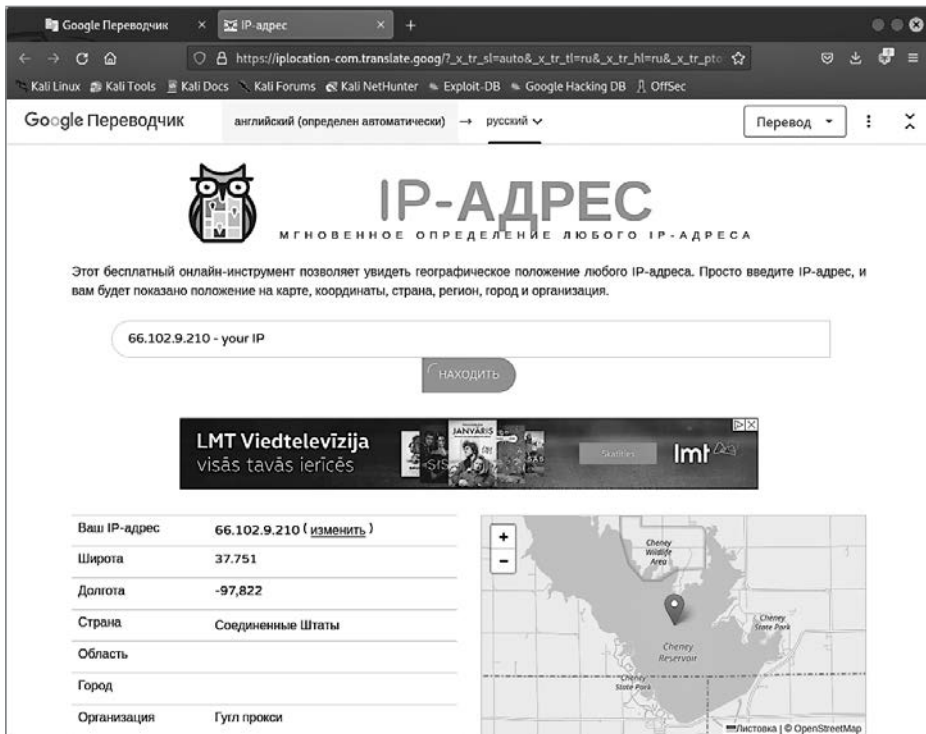 Google Переводчик × IP-адрес × +
https://iplocation-com.translate.goog/?_x_tr_sl=auto&_x_tr_tl=ru&_x_tr_hl=ru&_x_tr_pto
Kali Linux Kali Tools Kali Docs Kali Forums Kali NetHunter Exploit-DB Google Hacking DB OffSec
Google Переводчик английский (определен автоматически) → русский Перевод
IP-АДРЕС
МГНОВЕННОЕ ОПРЕДЕЛЕНИЕ ЛЮБОГО IP-АДРЕСА
Этот бесплатный онлайн-инструмент позволяет увидеть географическое положение любого IP-адреса. Просто введите IP-адрес, и
вам будет показано положение на карте, координаты, страна, регион, город и организация.
66.102.9.210 - your IP
НАХОДИТЬ
LMT Viedtelevīzija
visās tavās ierīcēs
JANVĀRIS
Skatīties
lmt
Ваш IP-адрес 66.102.9.210 ( изменить )
Широта 37.751
Долгота -97,822
Страна Соединенные Штаты
Область
Город
Организация Гугл прокси
+
−
Cheney
Wildlife
Area
Cheney
State Park
Cheney
Reservoir
Cheney
State Park
Листовка | © OpenStreetMap